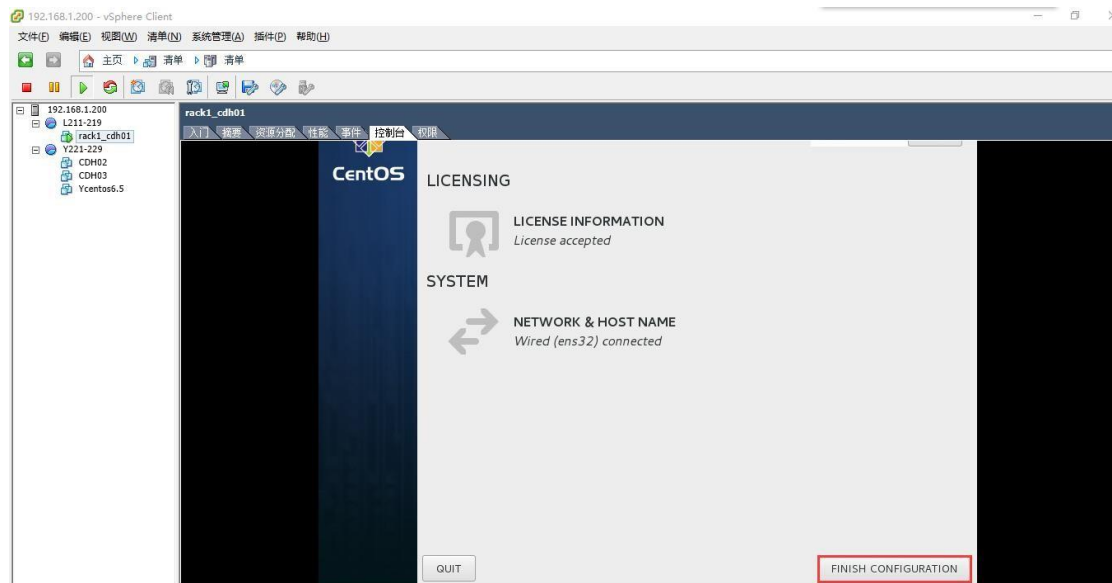 192.168.1.200 - vSphere Client
文件(F) 编辑(E) 视图(W) 清单(N) 系统管理(A) 插件(P) 帮助(H)
主页 清单 清单
192.168.1.200
L211-219
rack1_cdh01
Y221-229
CDH02
CDH03
Ycentos6.5
rack1_cdh01
入门 摘要 资源分配 性能 事件 控制台 权限
CentOS
LICENSING
LICENSE INFORMATION
License accepted
SYSTEM
NETWORK & HOST NAME
Wired (ens32) connected
QUIT
FINISH CONFIGURATION